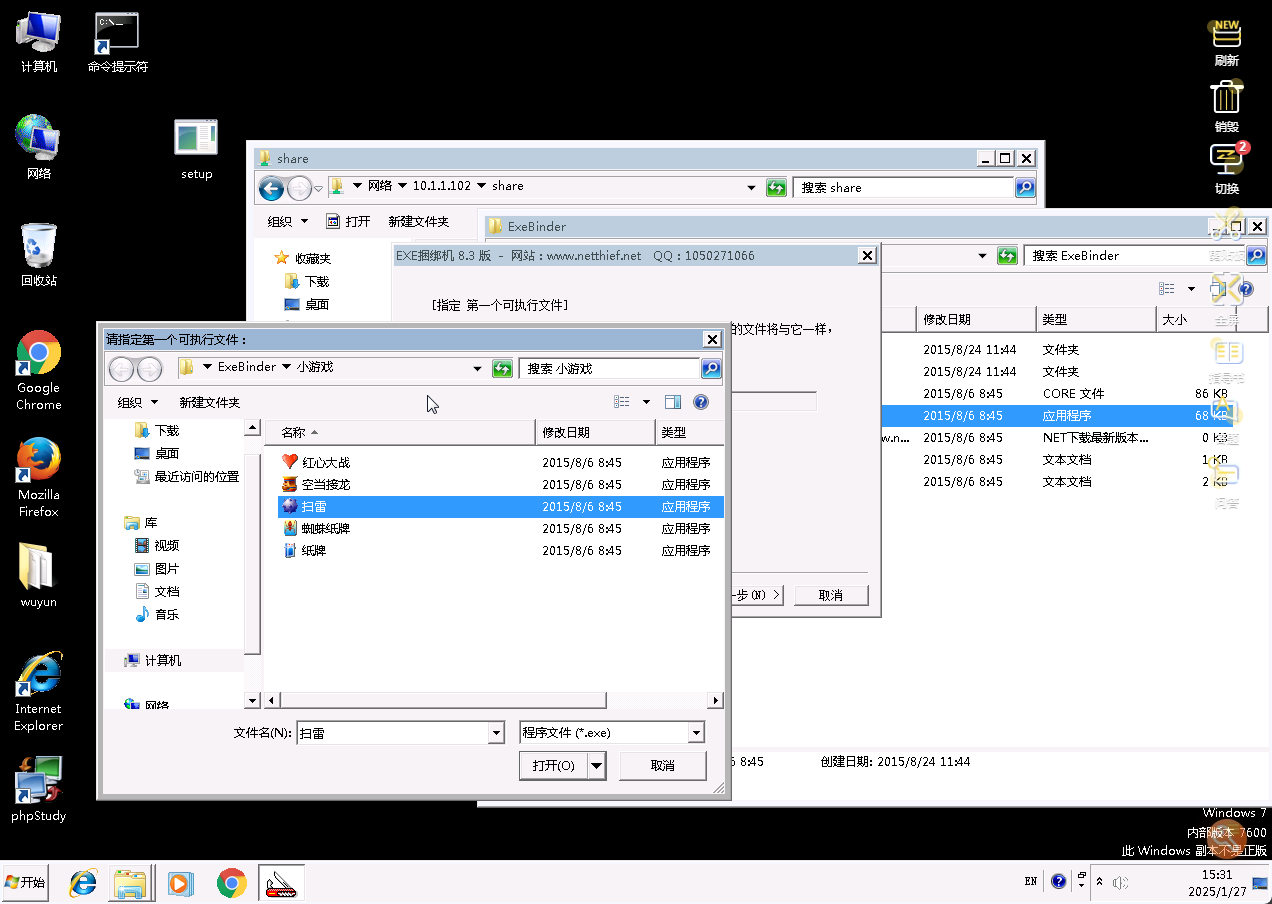 计算机
命令提示符
网络
setup
回收站
Google
Chrome
Mozilla
Firefox
wuyun
Internet
Explorer
phpStudy
刷新
销毁
2
切换
share
网络 10.1.1.102 share
搜索 share
组织 打开 新建文件夹
收藏夹
下载
桌面
ExeBinder
搜索 ExeBinder
修改日期 类型 大小
2015/8/24 11:44 文件夹
2015/8/24 11:44 文件夹
2015/8/6 8:45 CORE 文件 86 KB
2015/8/6 8:45 应用程序 68 KB
w.n... 2015/8/6 8:45 NET下载最新版本... 0 KB
2015/8/6 8:45 文本文档 1 KB
2015/8/6 8:45 文本文档 2 KB
8:45 创建日期: 2015/8/24 11:44
EXE捆绑机 8.3 版 - 网站：www.netthief.net QQ：1050271066
[指定 第一个可执行文件]
的文件将与它一样，
一步(N) > 取消
请指定第一个可执行文件：
ExeBinder 小游戏
搜索 小游戏
组织 新建文件夹
下载
桌面
最近访问的位置
库
视频
图片
文档
音乐
计算机
网络
名称 修改日期 类型
红心大战 2015/8/6 8:45 应用程序
空当接龙 2015/8/6 8:45 应用程序
扫雷 2015/8/6 8:45 应用程序
蜘蛛纸牌 2015/8/6 8:45 应用程序
纸牌 2015/8/6 8:45 应用程序
文件名(N): 扫雷
程序文件 (*.exe)
打开(O) 取消
Windows 7
内部版本 7600
此 Windows 副本不是正版
开始
EN
15:31
2025/1/27